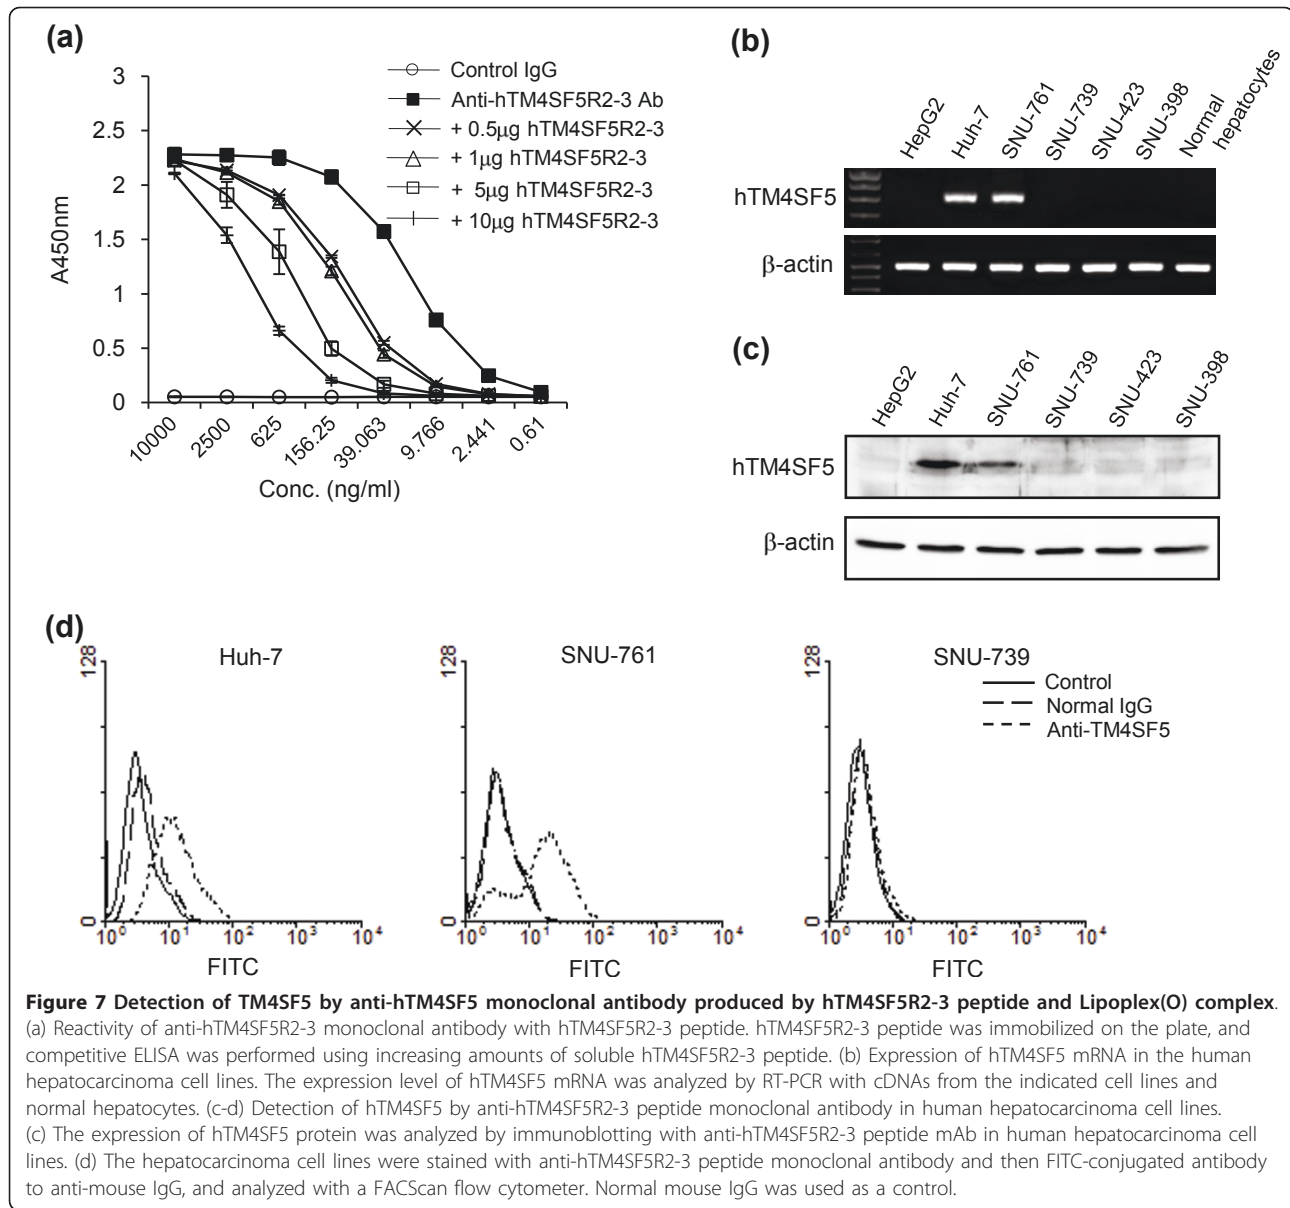 (a)
Control IgG
Anti-hTM4SF5R2-3 Ab
+ 0.5µg hTM4SF5R2-3
+ 1µg hTM4SF5R2-3
+ 5µg hTM4SF5R2-3
+ 10µg hTM4SF5R2-3
3
2.5
2
1.5
1
0.5
0
A450nm
10000
2500
625
156.25
39.063
9.766
2.441
0.61
Conc. (ng/ml)
(b)
HepG2
Huh-7
SNU-761
SNU-739
SNU-423
SNU-398
Normal
hepatocytes
hTM4SF5
β-actin
(c)
HepG2
Huh-7
SNU-761
SNU-739
SNU-423
SNU-398
hTM4SF5
β-actin
(d)
Huh-7
128
0
10⁰ 10¹ 10² 10³ 10⁴
FITC
SNU-761
128
0
10⁰ 10¹ 10² 10³ 10⁴
FITC
SNU-739
Control
Normal IgG
Anti-TM4SF5
128
0
10⁰ 10¹ 10² 10³ 10⁴
FITC
Figure 7 Detection of TM4SF5 by anti-hTM4SF5 monoclonal antibody produced by hTM4SF5R2-3 peptide and Lipoplex(O) complex.
(a) Reactivity of anti-hTM4SF5R2-3 monoclonal antibody with hTM4SF5R2-3 peptide. hTM4SF5R2-3 peptide was immobilized on the plate, and
competitive ELISA was performed using increasing amounts of soluble hTM4SF5R2-3 peptide. (b) Expression of hTM4SF5 mRNA in the human
hepatocarcinoma cell lines. The expression level of hTM4SF5 mRNA was analyzed by RT-PCR with cDNAs from the indicated cell lines and
normal hepatocytes. (c-d) Detection of hTM4SF5 by anti-hTM4SF5R2-3 peptide monoclonal antibody in human hepatocarcinoma cell lines.
(c) The expression of hTM4SF5 protein was analyzed by immunoblotting with anti-hTM4SF5R2-3 peptide mAb in human hepatocarcinoma cell
lines. (d) The hepatocarcinoma cell lines were stained with anti-hTM4SF5R2-3 peptide monoclonal antibody and then FITC-conjugated antibody
to anti-mouse IgG, and analyzed with a FACScan flow cytometer. Normal mouse IgG was used as a control.